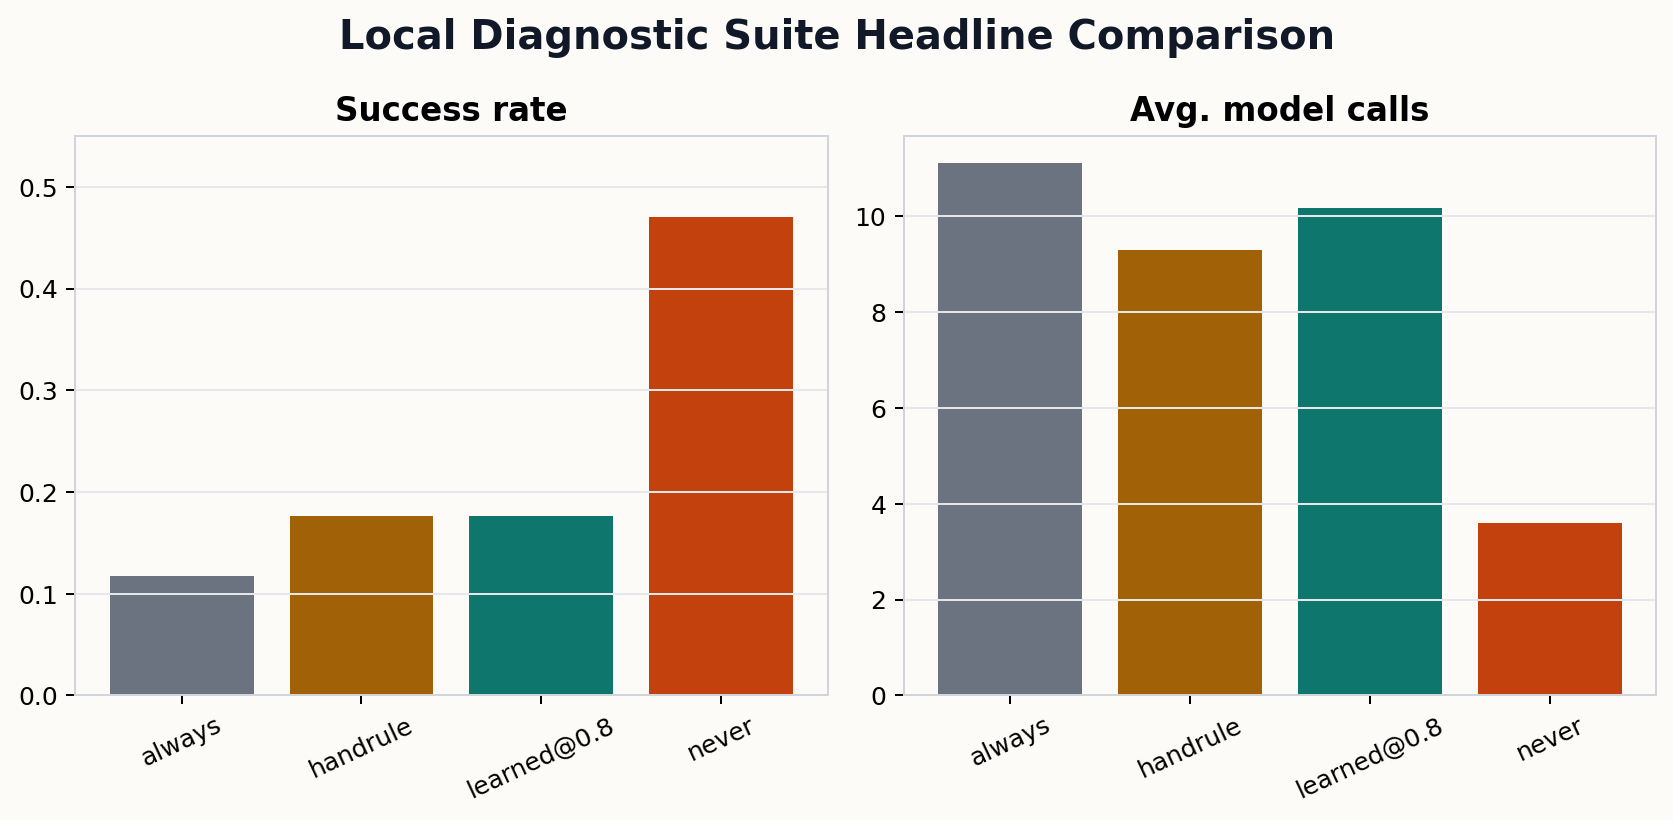 Local Diagnostic Suite Headline Comparison
Success rate
0.5
0.4
0.3
0.2
0.1
0.0
always
handrule
learned@0.8
never
Avg. model calls
10
8
6
4
2
0
always
handrule
learned@0.8
never